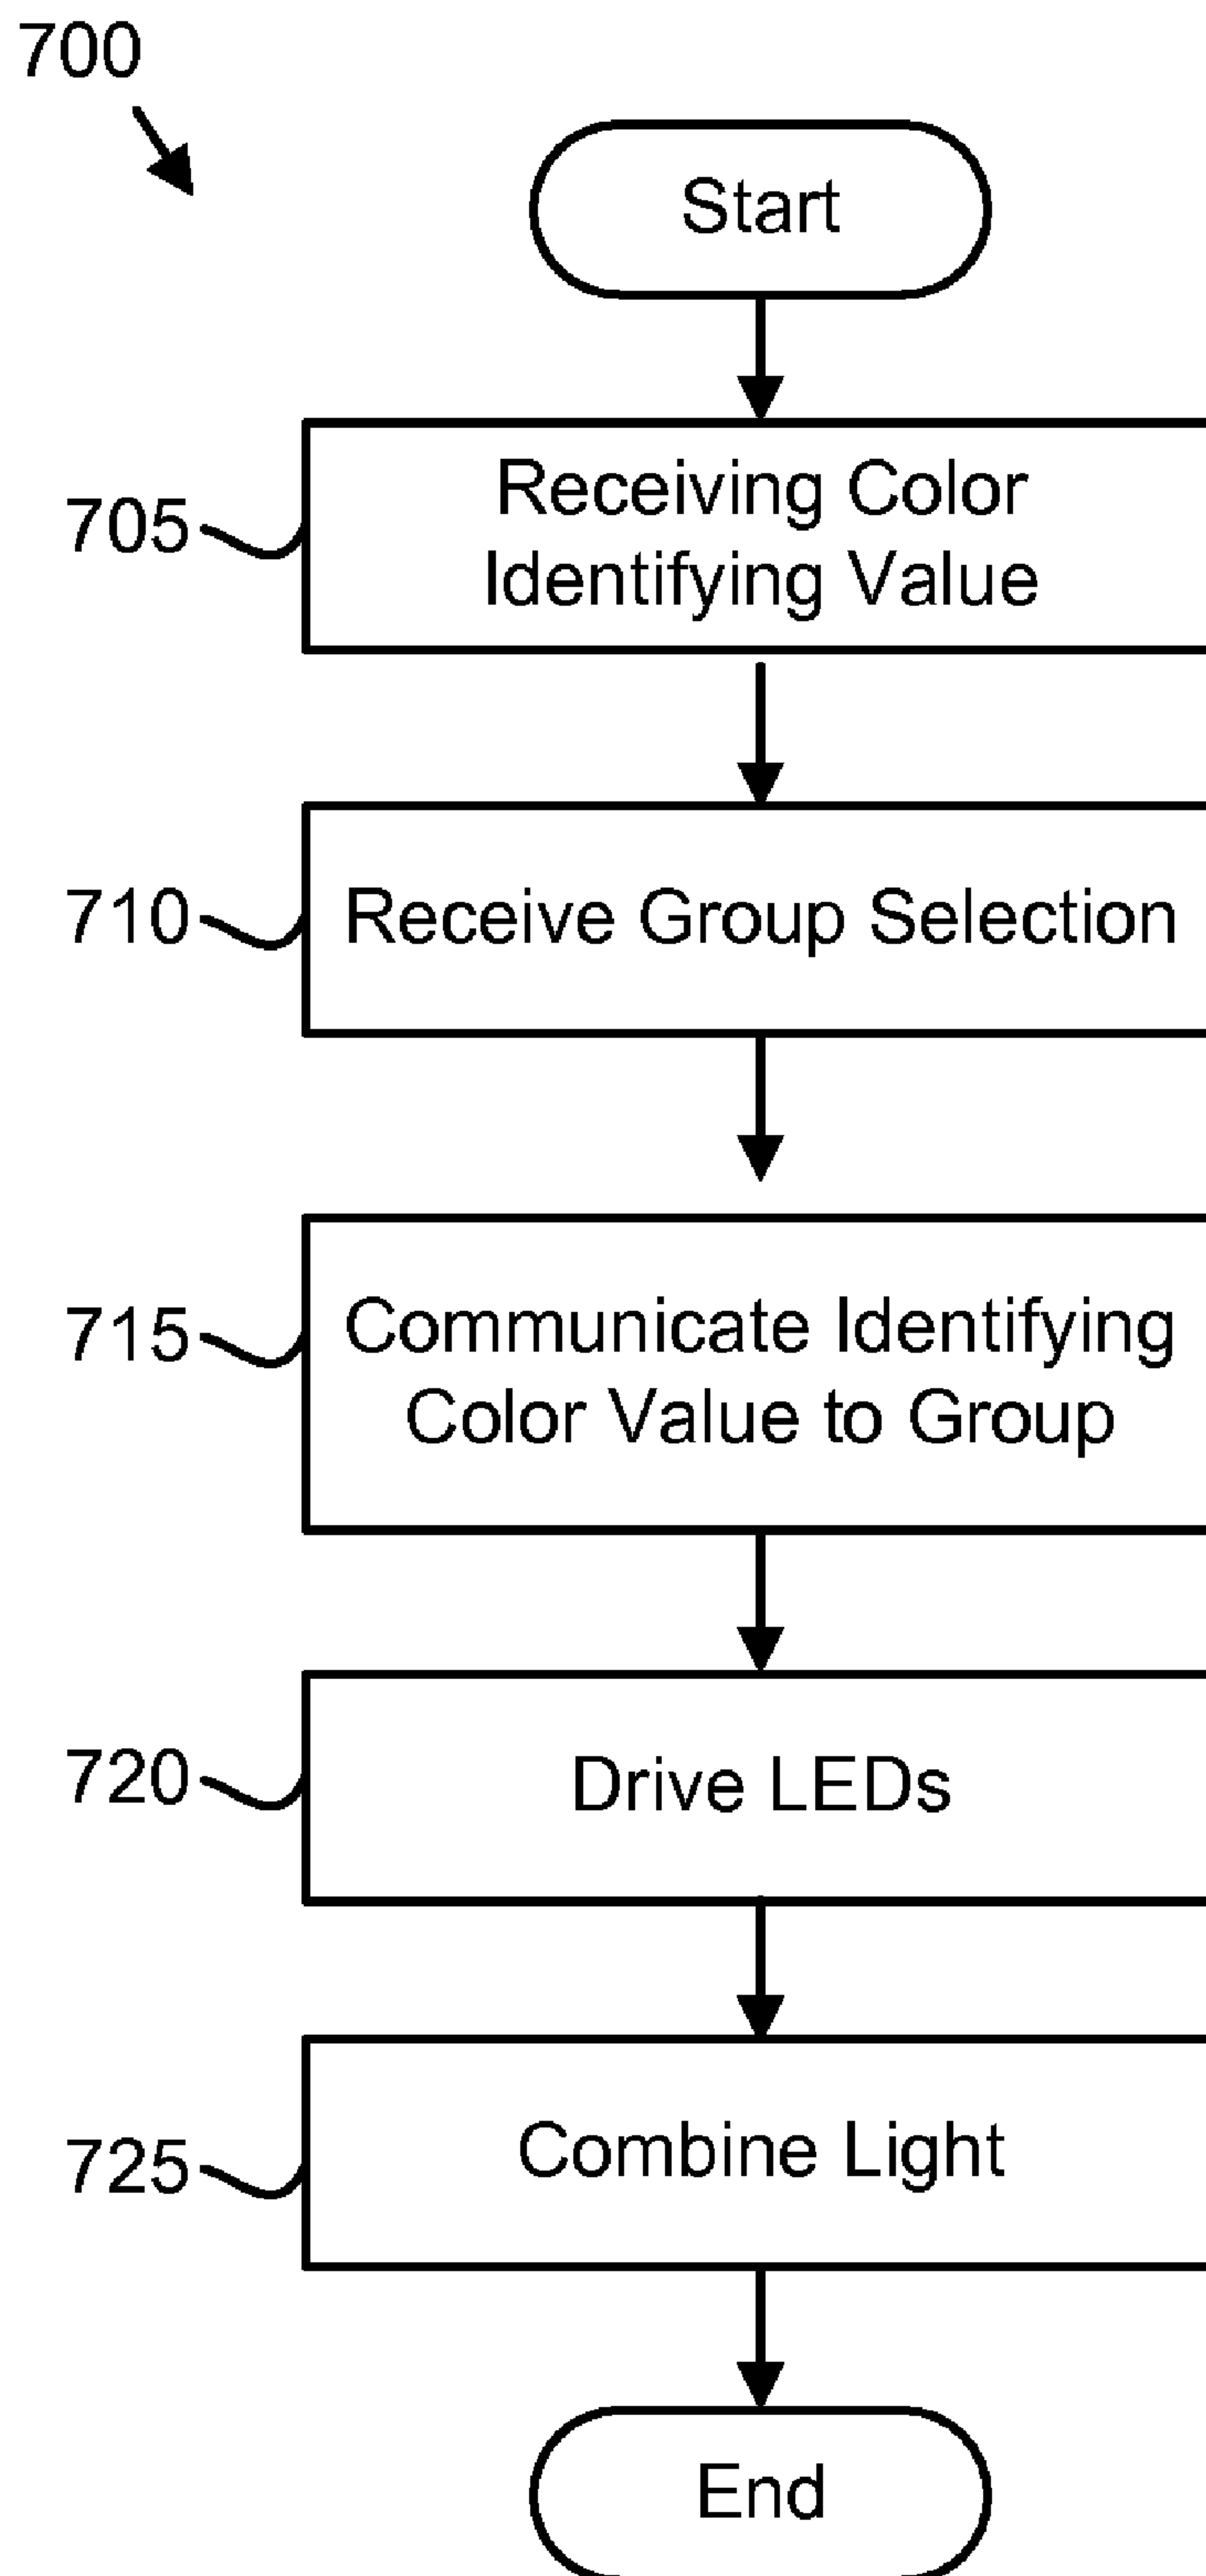 700
Start
705
Receiving Color
Identifying Value
710
Receive Group Selection
715
Communicate Identifying
Color Value to Group
720
Drive LEDs
725
Combine Light
End